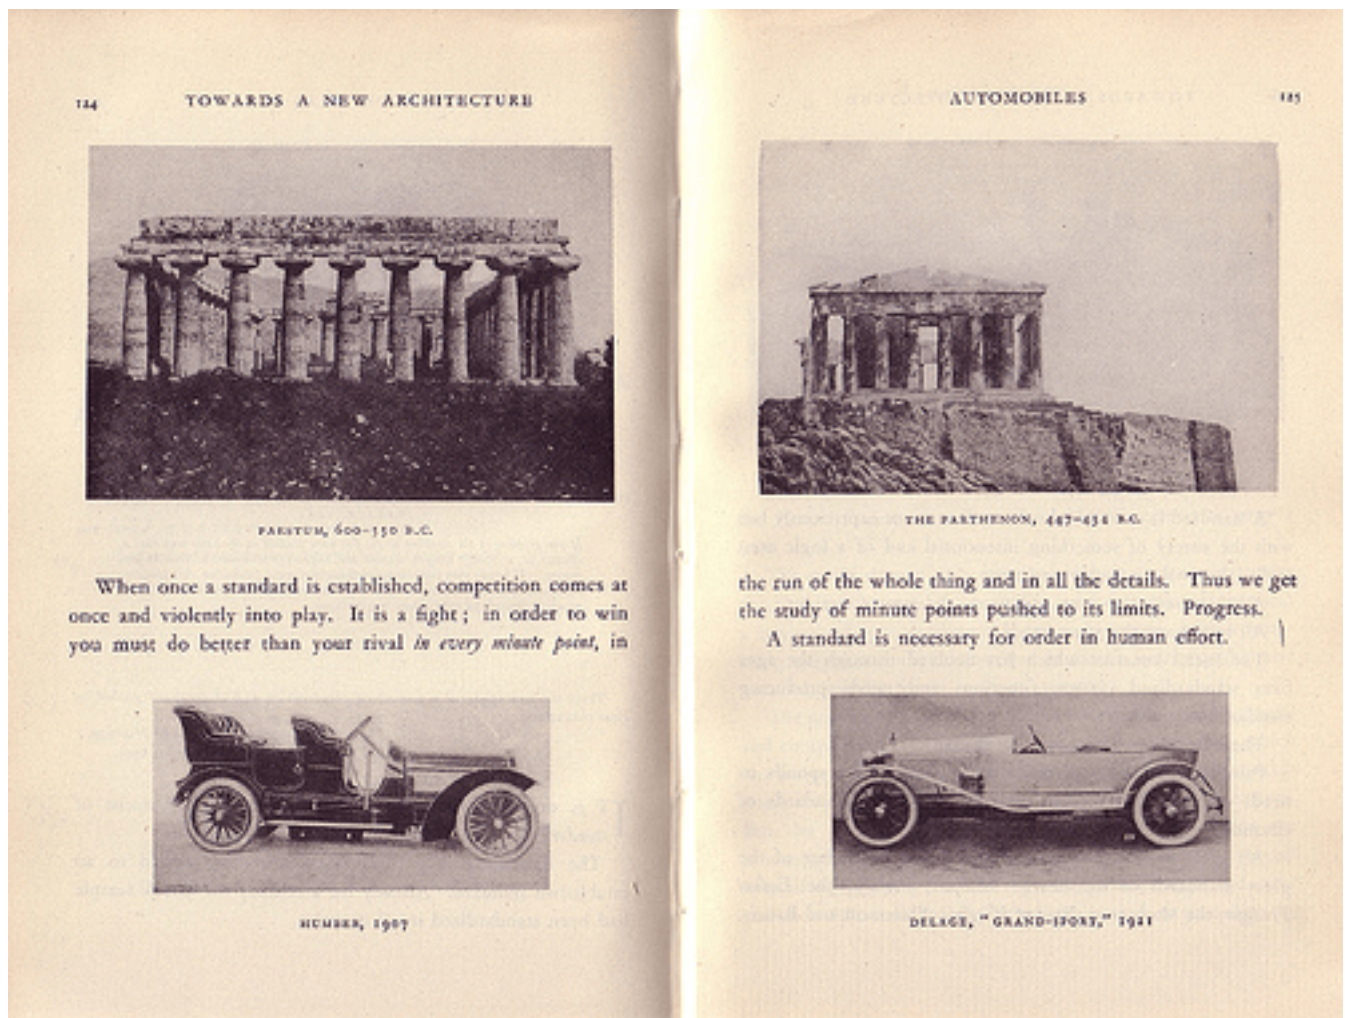 124 TOWARDS A NEW ARCHITECTURE
PAESTUM, 600-550 B.C.
When once a standard is established, competition comes at
once and violently into play. It is a fight; in order to win
you must do better than your rival in every minute point, in
HUMBER, 1907
AUTOMOBILES 125
THE PARTHENON, 447-434 B.C.
the run of the whole thing and in all the details. Thus we get
the study of minute points pushed to its limits. Progress.
A standard is necessary for order in human effort.
DELAGE, "GRAND-SPORT," 1921